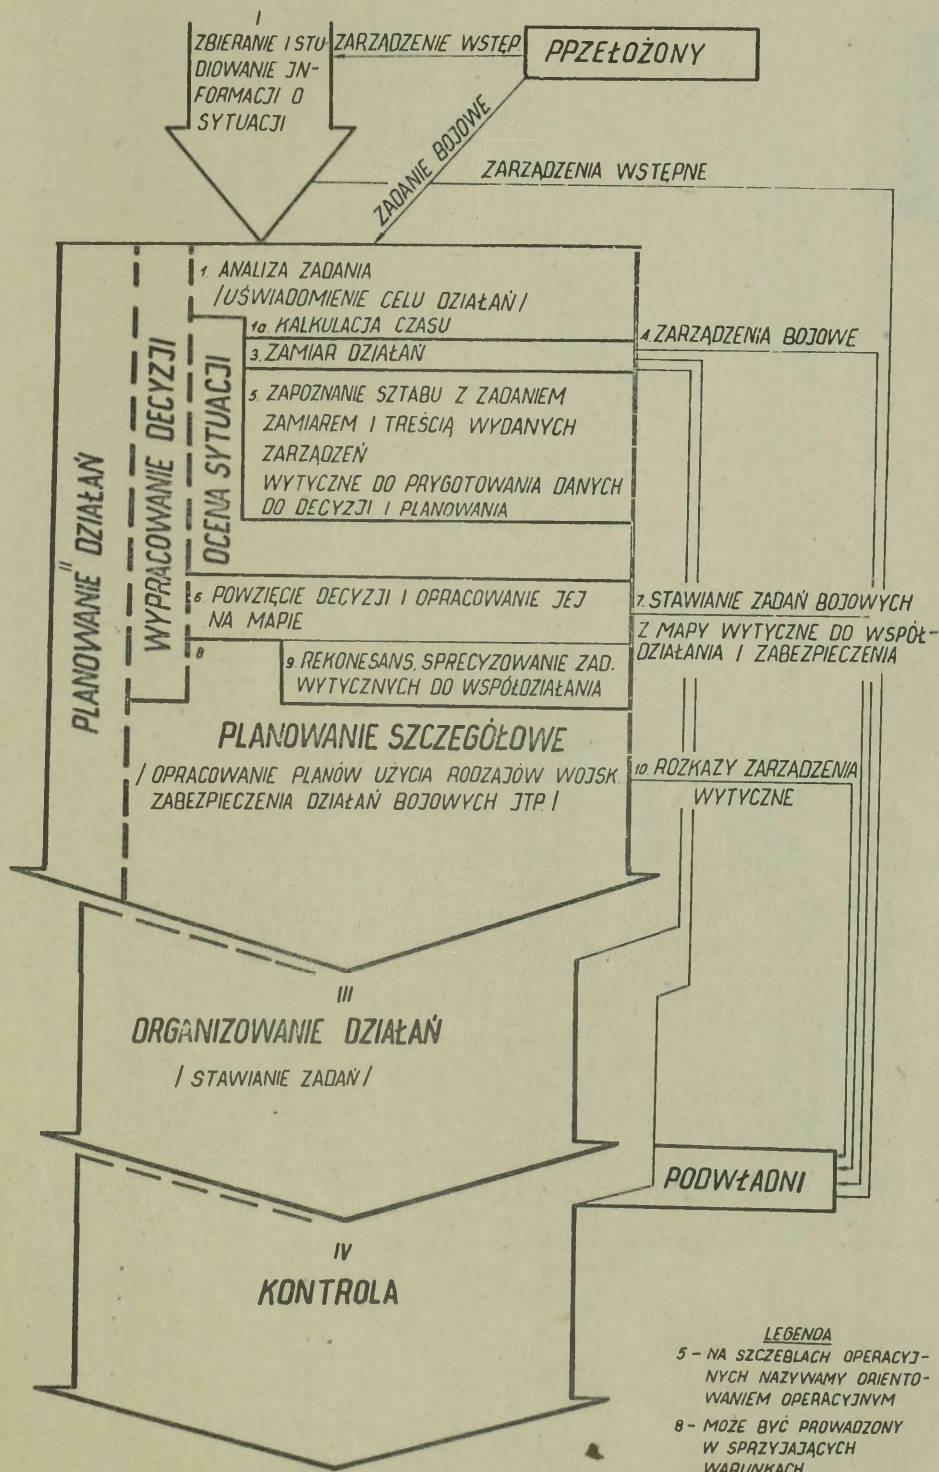 I
ZBIERANIE I STU-
DIOWANIE JN-
FORMACJI O
SYTUACJI
ZARZĄDZENIE WSTĘP.
PPZEŁOŻONY
ZADANIE BOJOWE
ZARZĄDZENIA WSTĘPNE
PLANOWANIE DZIAŁAŃ
II
WYPRACOWANIE DECYZJI
OCENA SYTUACJI
1. ANALIZA ZADANIA
/UŚWIADOMIENIE CELU DZIAŁAŃ/
1a. KALKULACJA CZASU
3. ZAMIAR DZIAŁAŃ
4. ZARZĄDZENIA BOJOWE
5. ZAPOZNANIE SZTABU Z ZADANIEM
ZAMIAREM I TREŚCIĄ WYDANYCH
ZARZĄDZEŃ
WYTYCZNE DO PRYGOTOWANIA DANYCH
DO DECYZJI I PLANOWANIA
6. POWZIĘCIE DECYZJI I OPRACOWANIE JEJ
NA MAPIE
7. STAWIANIE ZADAŃ BOJOWYCH
Z MAPY WYTYCZNE DO WSPÓŁ-
DZIAŁANIA I ZABEZPIECZENIA
8
9. REKONESANS, SPRECYZOWANIE ZAD.
WYTYCZNYCH DO WSPÓŁDZIAŁANIA
PLANOWANIE SZCZEGÓŁOWE
/ OPRACOWANIE PLANÓW UŻYCIA RODZAJÓW WOJSK
ZABEZPIECZENIA DZIAŁAŃ BOJOWYCH JTP. /
10. ROZKAZY ZARZADZENIA
WYTYCZNE
III
ORGANIZOWANIE DZIAŁAŃ
/ STAWIANIE ZADAŃ /
PODWŁADNI
IV
KONTROLA
LEGENDA
5 - NA SZCZEBLACH OPERACYJ-
NYCH NAZYWAMY ORIENTO-
WANIEM OPERACYJNYM
8 - MOŻE BYĆ PROWADZONY
W SPRZYJAJĄCYCH
WARUNKACH